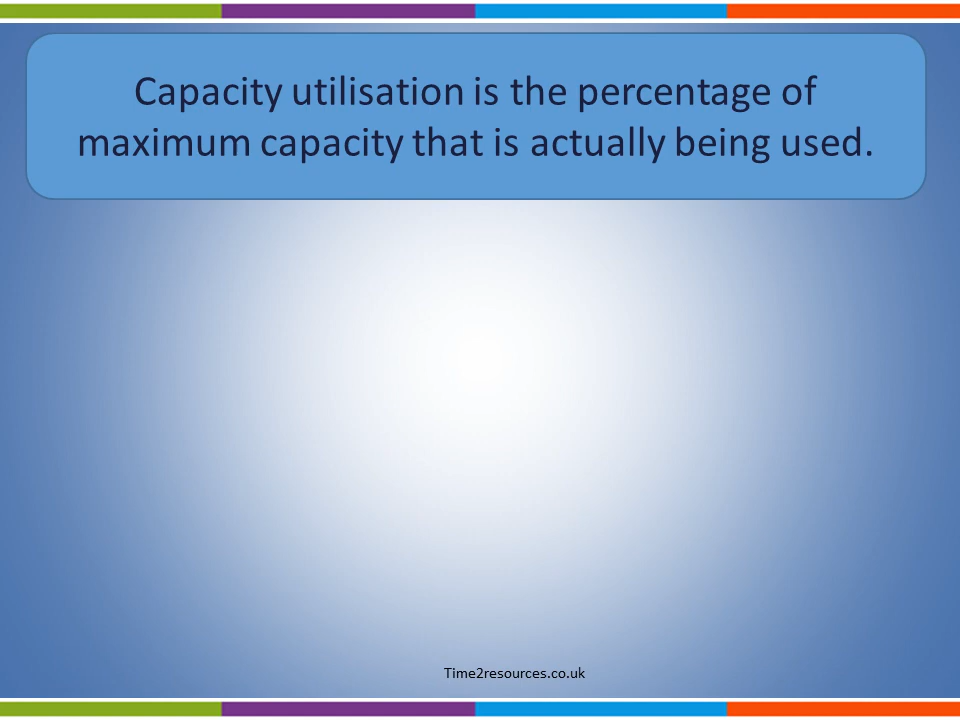 Capacity utilisation is the percentage of
maximum capacity that is actually being used.
Time2resources.co.uk